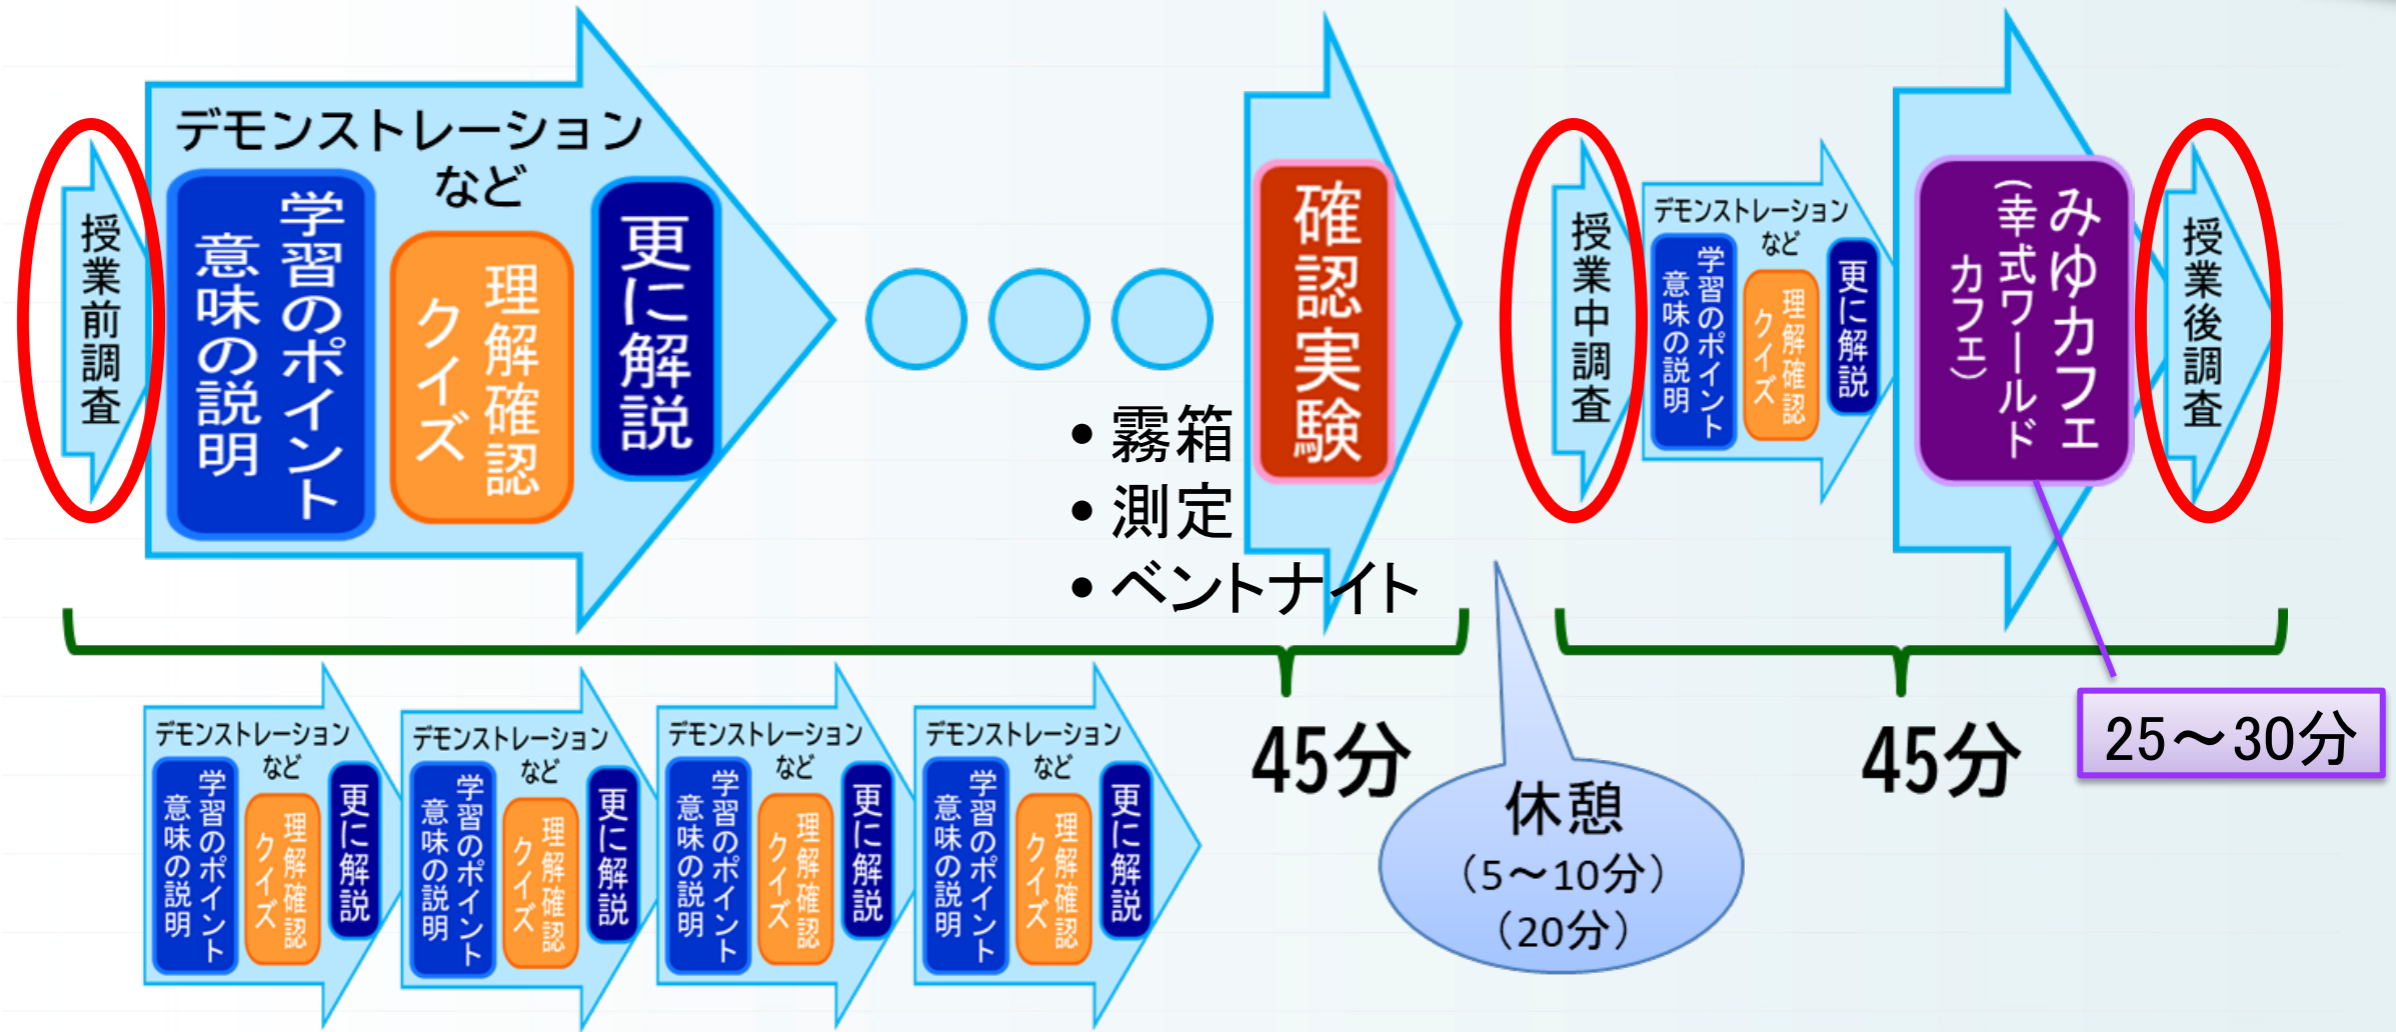 授業前調査
デモンストレーション
など
学習のポイント
意味の説明
理解確認
クイズ
更に解説
確認実験
• 霧箱
• 測定
• ベントナイト
授業中調査
デモンストレーション
など
学習のポイント
意味の説明
理解確認
クイズ
更に解説
みゆカフェ
(幸式ワールド
カフェ)
授業後調査
45分
休憩
(5〜10分)
(20分)
45分
25〜30分
デモンストレーション
など
学習のポイント
意味の説明
理解確認
クイズ
更に解説
デモンストレーション
など
学習のポイント
意味の説明
理解確認
クイズ
更に解説
デモンストレーション
など
学習のポイント
意味の説明
理解確認
クイズ
更に解説
デモンストレーション
など
学習のポイント
意味の説明
理解確認
クイズ
更に解説